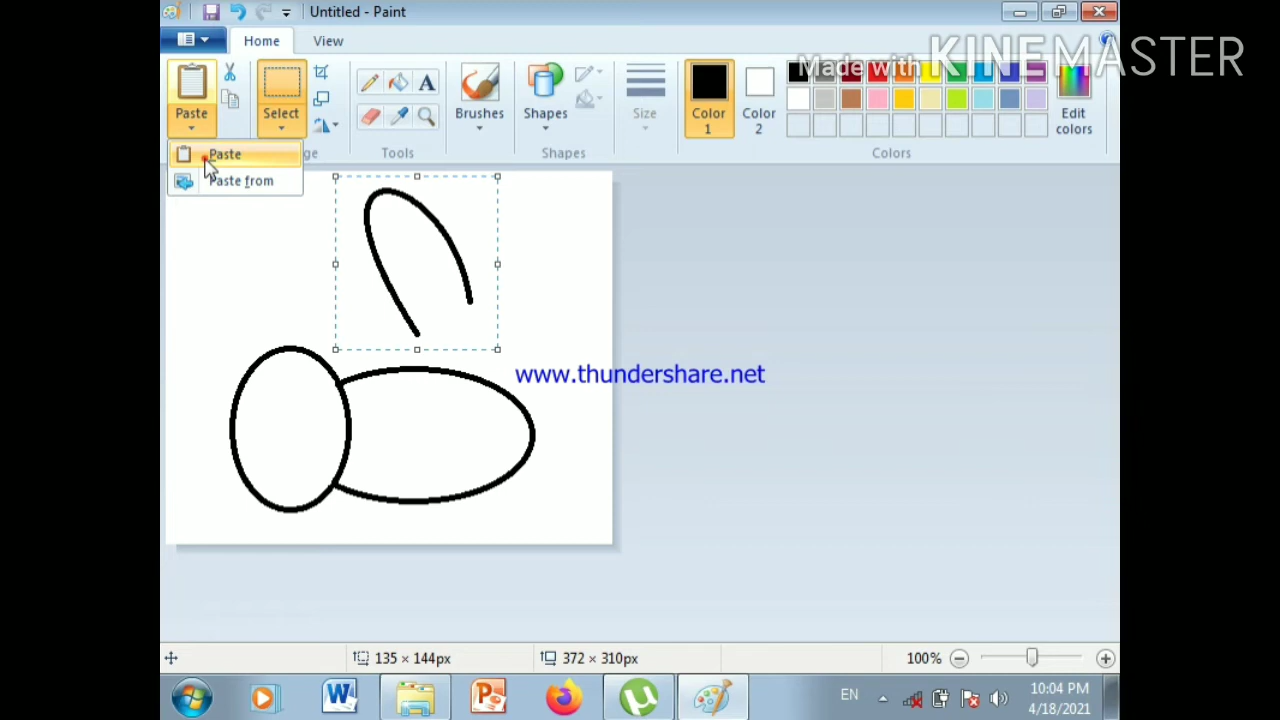 Untitled - Paint
Home
View
Made with KINEMASTER
Paste
Select
Brushes
Shapes
Size
Color 1
Color 2
Edit colors
Paste
Paste from
ge
Tools
Shapes
Colors
www.thundershare.net
135 × 144px
372 × 310px
100%
EN
10:04 PM
4/18/2021